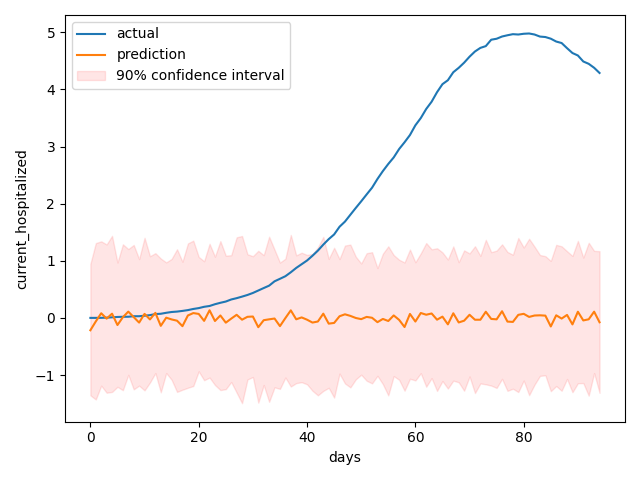 actual
prediction
90% confidence interval
5
4
3
2
1
0
−1
current_hospitalized
0
20
40
60
80
days